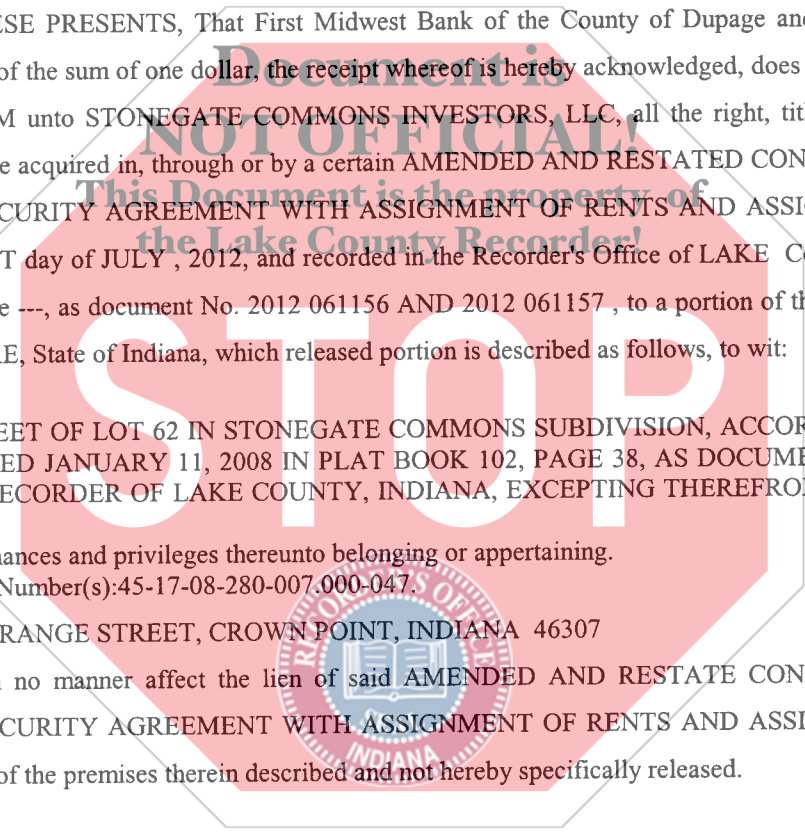 ESE PRESENTS, That First Midwest Bank of the County of Dupage and
Document is
of the sum of one dollar, the receipt whereof is hereby acknowledged, does
M unto STONEGATE COMMONS INVESTORS, LLC, all the right, tit
NOT OFFICIAL!
e acquired in, through or by a certain AMENDED AND RESTATED CON
This Document is the property of
CURITY AGREEMENT WITH ASSIGNMENT OF RENTS AND ASSI
the Lake County Recorder!
T day of JULY , 2012, and recorded in the Recorder's Office of LAKE C
e ---, as document No. 2012 061156 AND 2012 061157 , to a portion of th
E, State of Indiana, which released portion is described as follows, to wit:
STOP
EET OF LOT 62 IN STONEGATE COMMONS SUBDIVISION, ACCOR
ED JANUARY 11, 2008 IN PLAT BOOK 102, PAGE 38, AS DOCUME
ECORDER OF LAKE COUNTY, INDIANA, EXCEPTING THEREFRO
nances and privileges thereunto belonging or appertaining.
Number(s):45-17-08-280-007.000-047.
RANGE STREET, CROWN POINT, INDIANA 46307
RECORDER'S OFFICE
n no manner affect the lien of said AMENDED AND RESTATE CON
CURITY AGREEMENT WITH ASSIGNMENT OF RENTS AND ASSI
INDIANA
of the premises therein described and not hereby specifically released.